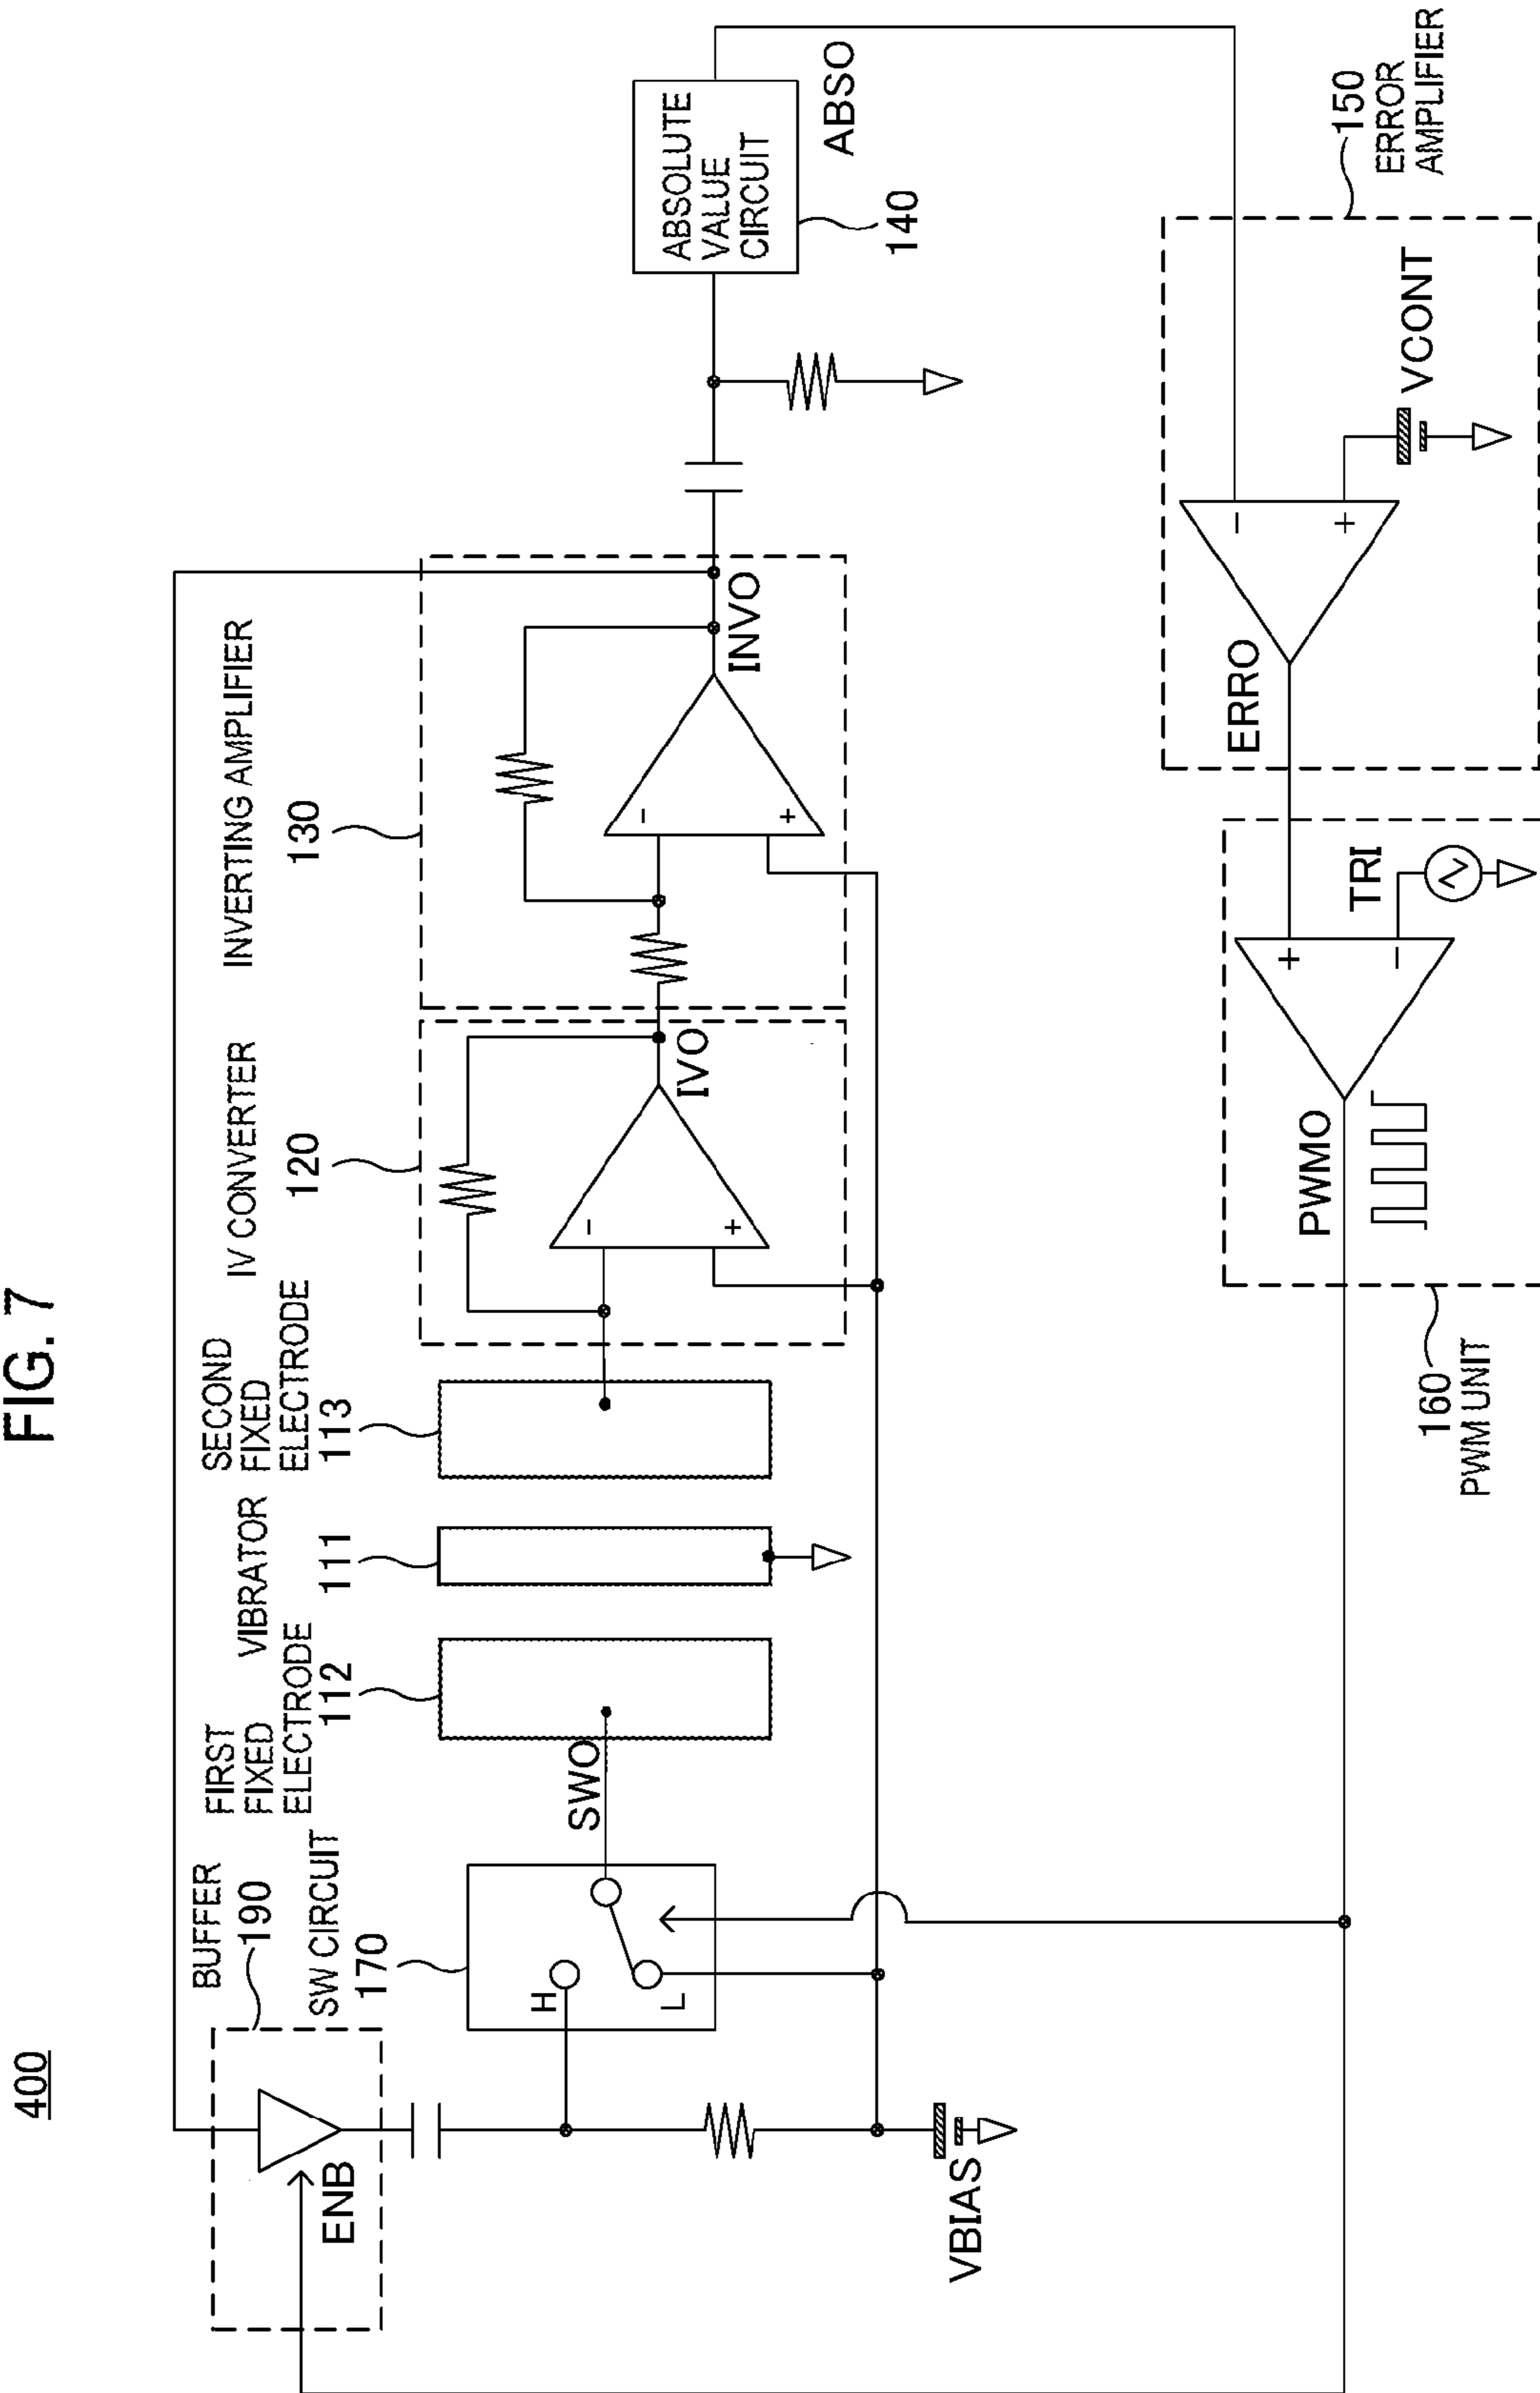 FIG. 7
400
BUFFER
190
ENB
SW CIRCUIT
170
H
L
SWO
FIRST
FIXED
ELECTRODE
112
VIBRATOR
111
SECOND
FIXED
ELECTRODE
113
IV CONVERTER
120
-
+
IVO
INVERTING AMPLIFIER
130
-
+
INVO
ABSOLUTE
VALUE
CIRCUIT
140
ABSO
VBIAS
150
ERROR
AMPLIFIER
-
+
VCONT
ERRO
+
-
TRI
PWMO
160
PWM UNIT